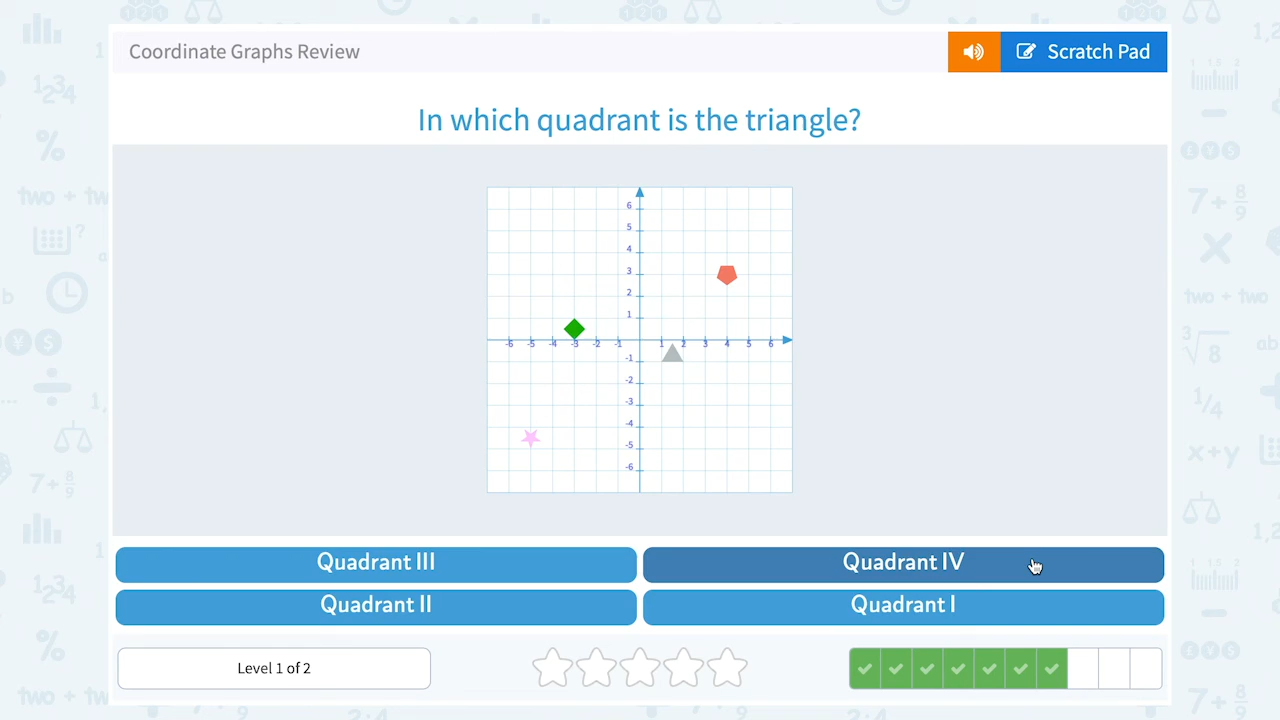 Coordinate Graphs Review
Scratch Pad
In which quadrant is the triangle?
6
5
4
3
2
1
-6 -5 -4 -3 -2 -1 1 2 3 4 5 6
-1
-2
-3
-4
-5
-6
Quadrant III
Quadrant IV
Quadrant II
Quadrant I
Level 1 of 2